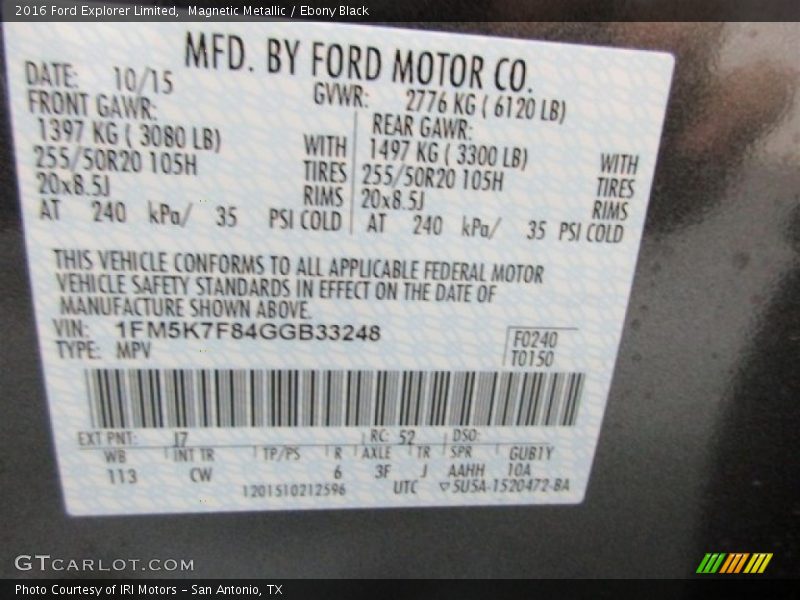 2016 Ford Explorer Limited, Magnetic Metallic / Ebony Black
MFD. BY FORD MOTOR CO.
DATE: 10/15
GVWR: 2776 KG ( 6120 LB)
FRONT GAWR:
1397 KG ( 3080 LB)
255/50R20 105H
20x8.5J
WITH
TIRES
RIMS
AT 240 kPa/ 35 PSI COLD
REAR GAWR:
1497 KG ( 3300 LB)
255/50R20 105H
20x8.5J
WITH
TIRES
RIMS
AT 240 kPa/ 35 PSI COLD
THIS VEHICLE CONFORMS TO ALL APPLICABLE FEDERAL MOTOR
VEHICLE SAFETY STANDARDS IN EFFECT ON THE DATE OF
MANUFACTURE SHOWN ABOVE.
VIN: 1FM5K7F84GGB33248
TYPE: MPV
F0240
T0150
EXT PNT: J7 RC: 52 DSO:
WB INT TR TP/PS R AXLE TR SPR GUB1Y
113 CW 6 3F J AAHH 10A
1201510212596 UTC ▽5U5A-1520472-BA
GTCARLOT.COM
Photo Courtesy of IRI Motors – San Antonio, TX